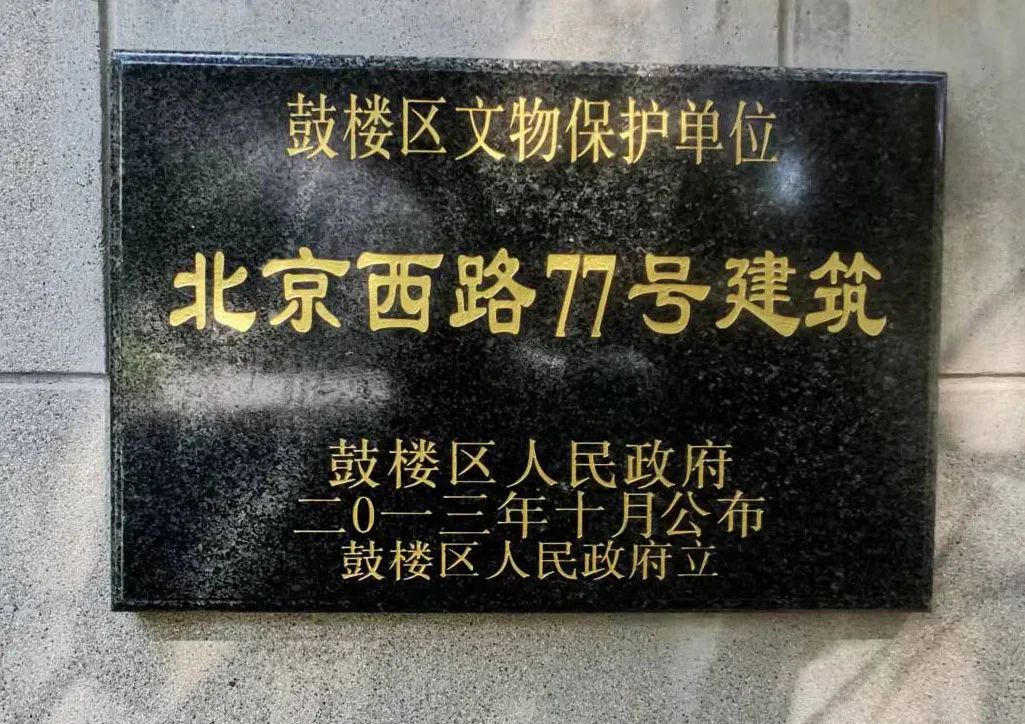 鼓楼区文物保护单位
北京西路77号建筑
鼓楼区人民政府
二0一三年十月公布
鼓楼区人民政府立